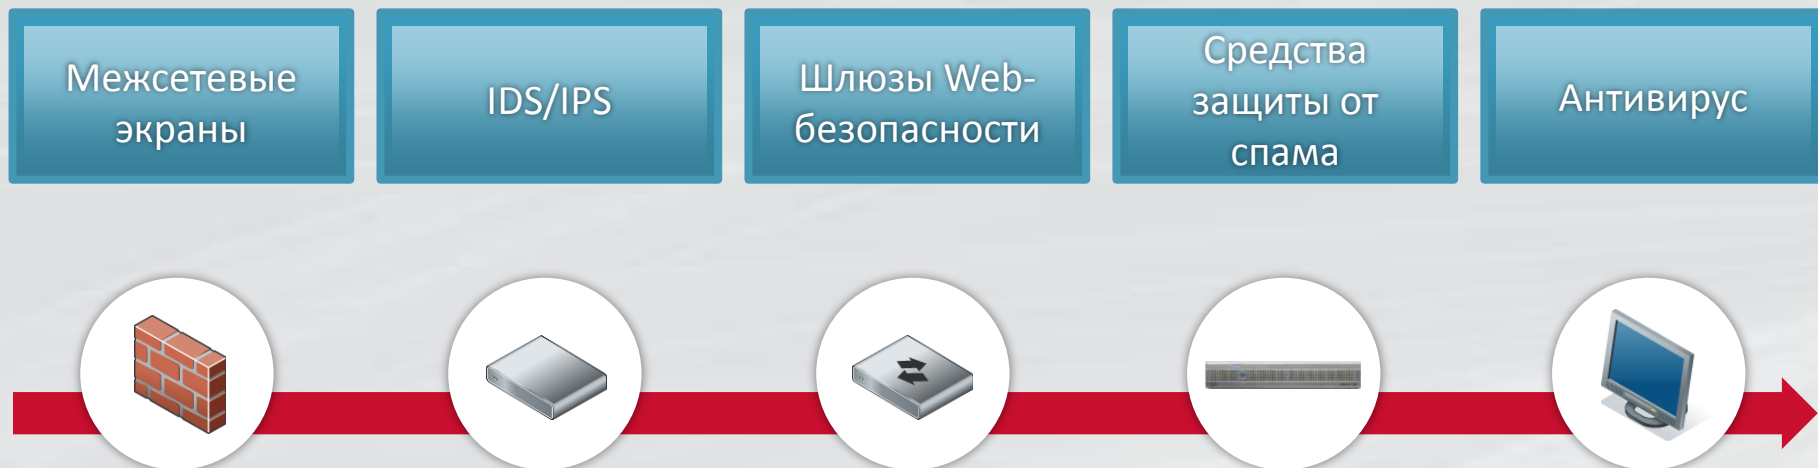 Межсетевые
экраны
IDS/IPS
Шлюзы Web-
безопасности
Средства
защиты от
спама
Антивирус